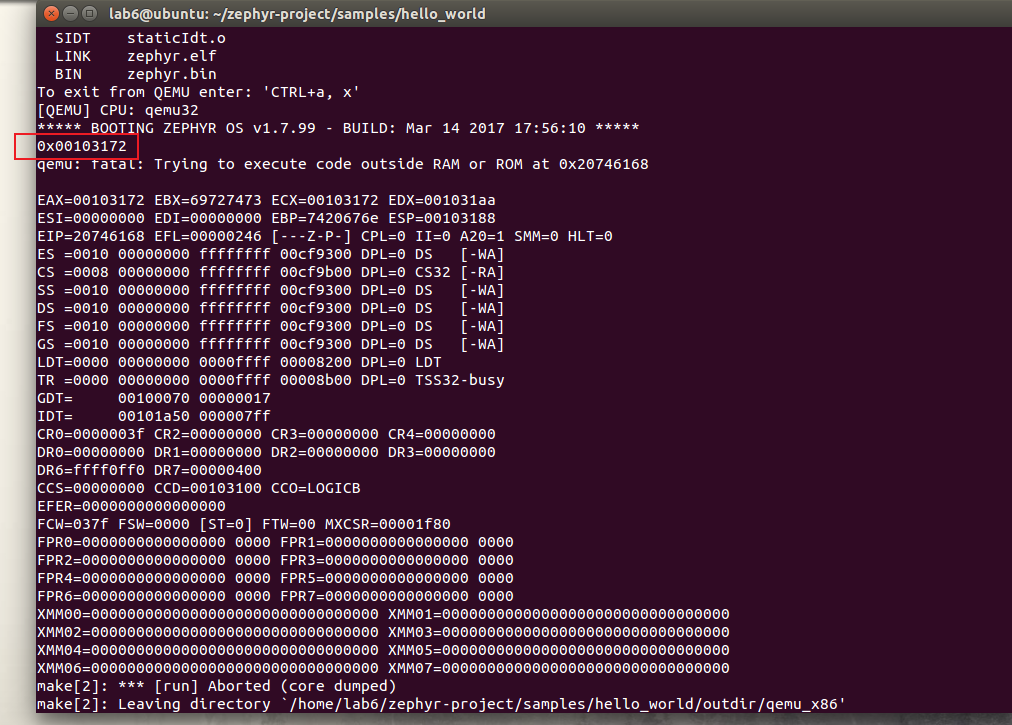 lab6@ubuntu: ~/zephyr-project/samples/hello_world
SIDT    staticIdt.o
LINK    zephyr.elf
BIN     zephyr.bin
To exit from QEMU enter: 'CTRL+a, x'
[QEMU] CPU: qemu32
***** BOOTING ZEPHYR OS v1.7.99 - BUILD: Mar 14 2017 17:56:10 *****
0x00103172
qemu: fatal: Trying to execute code outside RAM or ROM at 0x20746168
EAX=00103172 EBX=69727473 ECX=00103172 EDX=001031aa
ESI=00000000 EDI=00000000 EBP=7420676e ESP=00103188
EIP=20746168 EFL=00000246 [---Z-P-] CPL=0 II=0 A20=1 SMM=0 HLT=0
ES =0010 00000000 ffffffff 00cf9300 DPL=0 DS   [-WA]
CS =0008 00000000 ffffffff 00cf9b00 DPL=0 CS32 [-RA]
SS =0010 00000000 ffffffff 00cf9300 DPL=0 DS   [-WA]
DS =0010 00000000 ffffffff 00cf9300 DPL=0 DS   [-WA]
FS =0010 00000000 ffffffff 00cf9300 DPL=0 DS   [-WA]
GS =0010 00000000 ffffffff 00cf9300 DPL=0 DS   [-WA]
LDT=0000 00000000 0000ffff 00008200 DPL=0 LDT
TR =0000 00000000 0000ffff 00008b00 DPL=0 TSS32-busy
GDT=     00100070 00000017
IDT=     00101a50 000007ff
CR0=0000003f CR2=00000000 CR3=00000000 CR4=00000000
DR0=00000000 DR1=00000000 DR2=00000000 DR3=00000000
DR6=ffff0ff0 DR7=00000400
CCS=00000000 CCD=00103100 CCO=LOGICB
EFER=0000000000000000
FCW=037f FSW=0000 [ST=0] FTW=00 MXCSR=00001f80
FPR0=0000000000000000 0000 FPR1=0000000000000000 0000
FPR2=0000000000000000 0000 FPR3=0000000000000000 0000
FPR4=0000000000000000 0000 FPR5=0000000000000000 0000
FPR6=0000000000000000 0000 FPR7=0000000000000000 0000
XMM00=00000000000000000000000000000000 XMM01=00000000000000000000000000000000
XMM02=00000000000000000000000000000000 XMM03=00000000000000000000000000000000
XMM04=00000000000000000000000000000000 XMM05=00000000000000000000000000000000
XMM06=00000000000000000000000000000000 XMM07=00000000000000000000000000000000
make[2]: *** [run] Aborted (core dumped)
make[2]: Leaving directory `/home/lab6/zephyr-project/samples/hello_world/outdir/qemu_x86'